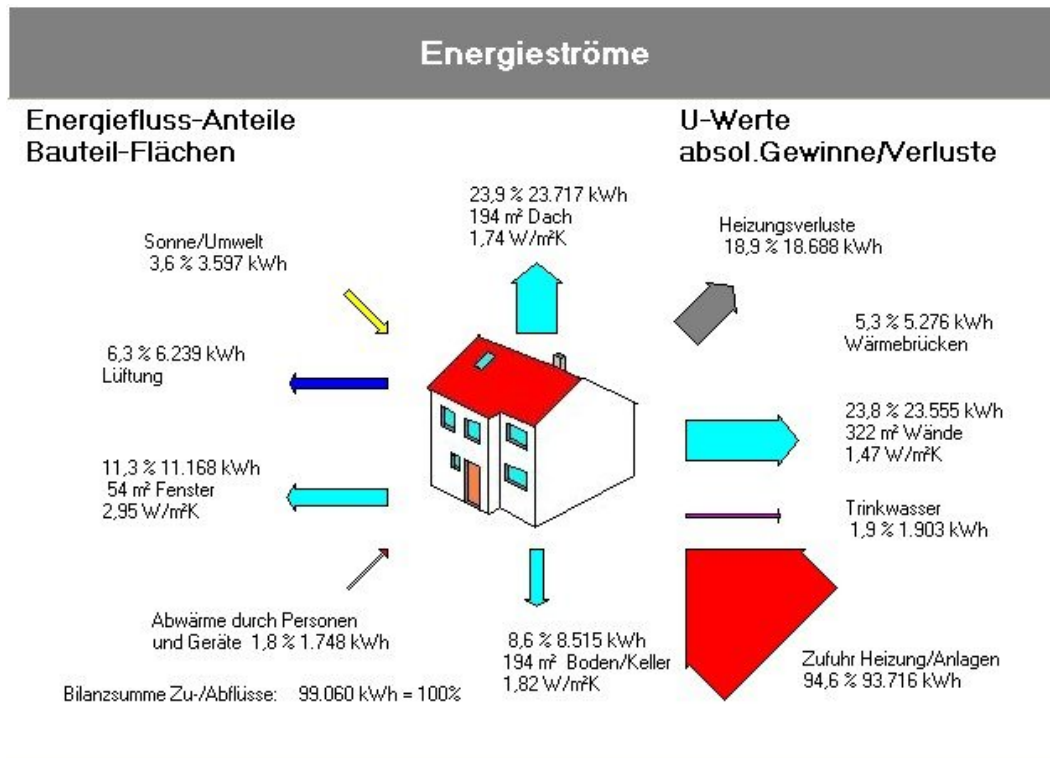 Energieströme
Energiefluss-Anteile
Bauteil-Flächen
U-Werte
absol.Gewinne/Verluste
23,9 % 23.717 kWh
194 m² Dach
1,74 W/m²K
Sonne/Umwelt
3,6 % 3.597 kWh
Heizungsverluste
18,9 % 18.688 kWh
6,3 % 6.239 kWh
Lüftung
5,3 % 5.276 kWh
Wärmebrücken
23,8 % 23.555 kWh
322 m² Wände
1,47 W/m²K
11,3 % 11.168 kWh
54 m² Fenster
2,95 W/m²K
Trinkwasser
1,9 % 1.903 kWh
Abwärme durch Personen
und Geräte 1,8 % 1.748 kWh
8,6 % 8.515 kWh
194 m² Boden/Keller
1,82 W/m²K
Zufuhr Heizung/Anlagen
94,6 % 93.716 kWh
Bilanzsumme Zu-/Abflüsse: 99.060 kWh = 100%